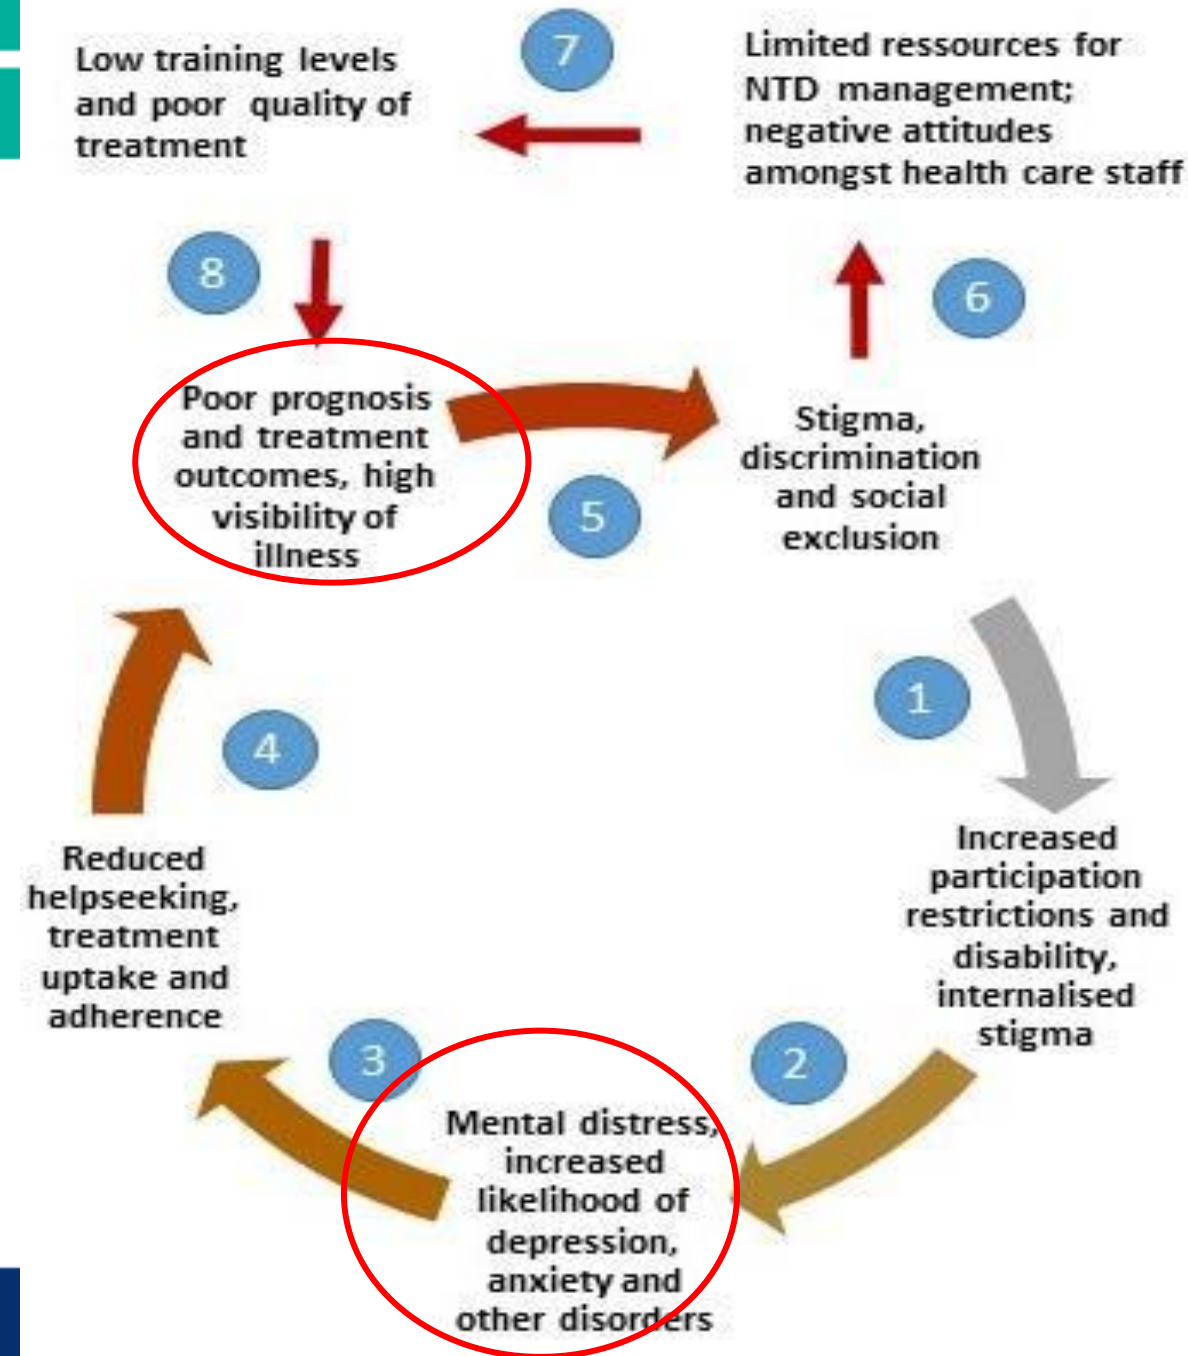 Low training levels
and poor quality of
treatment
7
Limited ressources for
NTD management;
negative attitudes
amongst health care staff
8
6
Poor prognosis
and treatment
outcomes, high
visibility of
illness
5
Stigma,
discrimination
and social
exclusion
1
4
Increased
participation
restrictions and
disability,
internalised
stigma
Reduced
helpseeking,
treatment
uptake and
adherence
3
2
Mental distress,
increased
likelihood of
depression,
anxiety and
other disorders